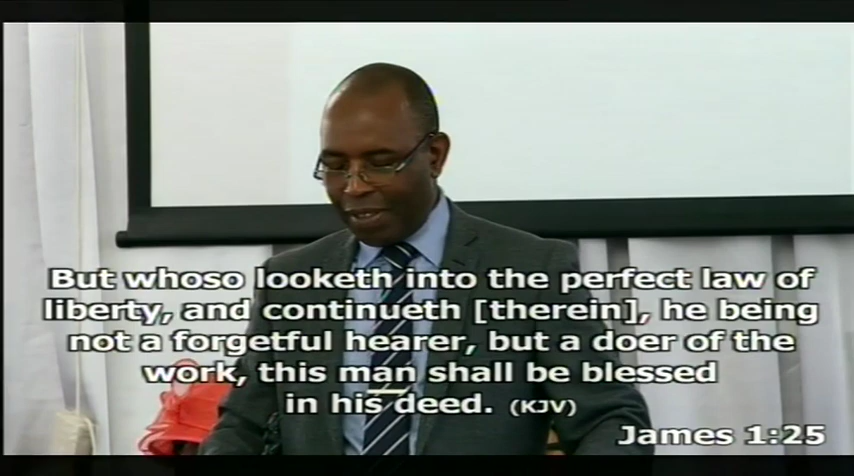 But whoso looketh into the perfect law of
liberty, and continueth [therein], he being
not a forgetful hearer, but a doer of the
work, this man shall be blessed
in his deed. (KJV)
James 1:25